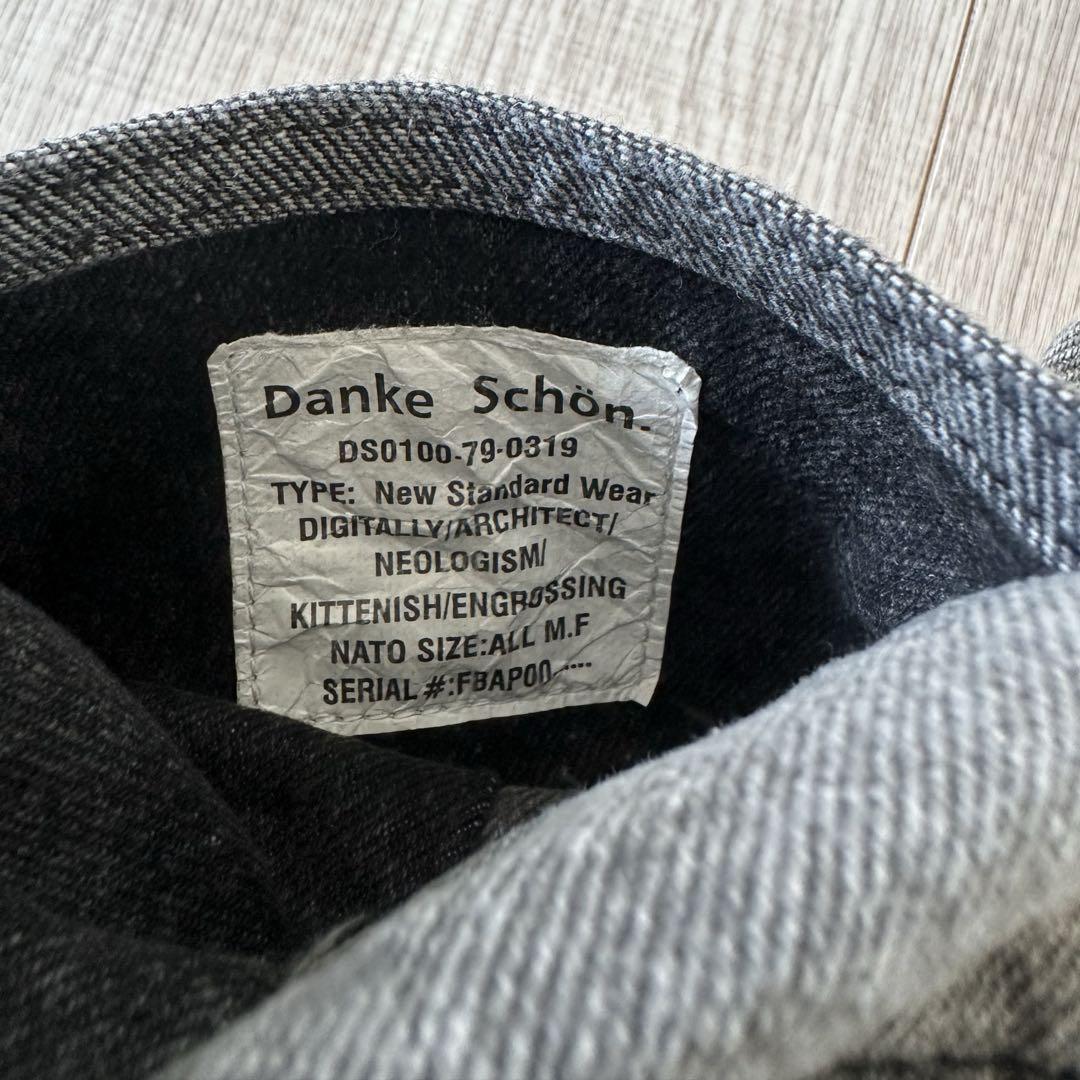 Danke Schön.
DS0100-79-0319
TYPE: New Standard Wear
DIGITALLY/ARCHITECT/
NEOLOGISM/
KITTENISH/ENGROSSING
NATO SIZE:ALL M.F
SERIAL #:FBAP00-....